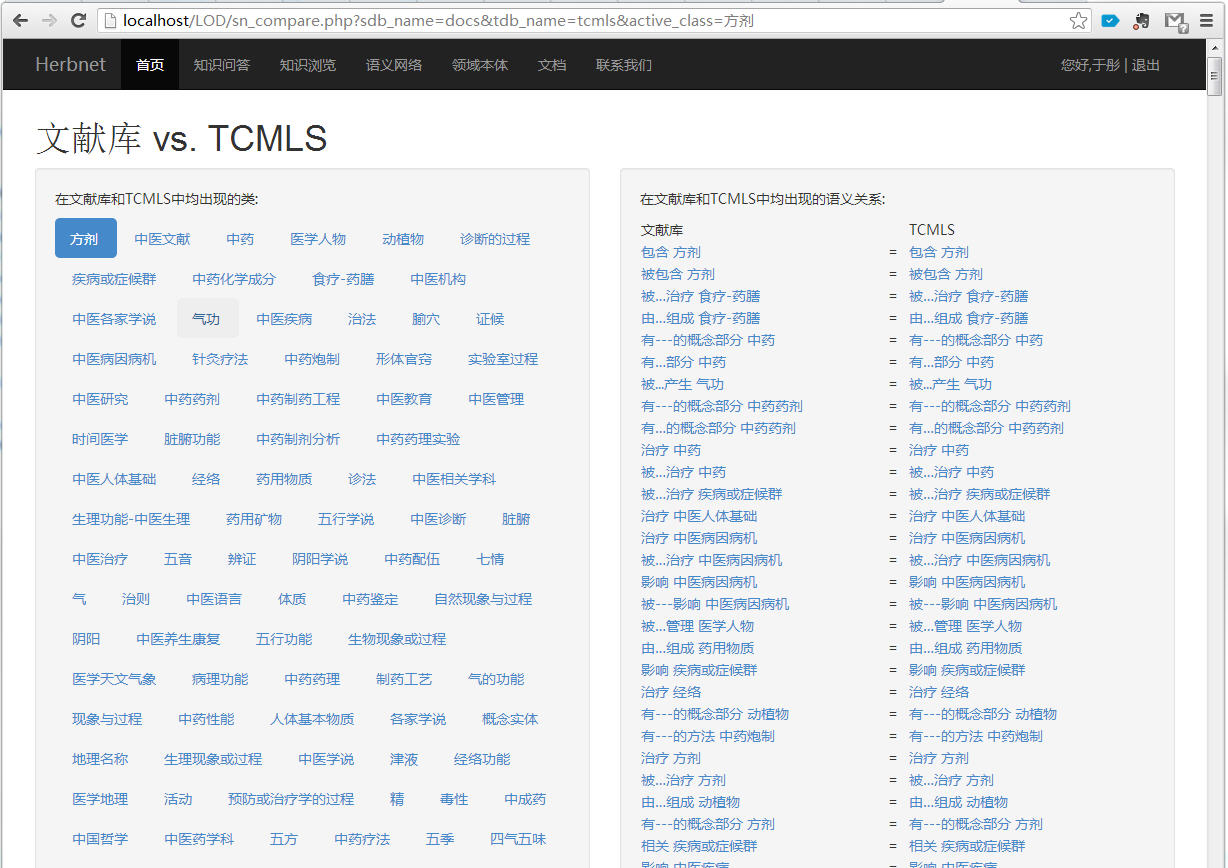 localhost/LOD/sn_compare.php?sdb_name=docs&tdb_name=tcmls&active_class=方剂
Herbnet 首页 知识问答 知识浏览 语义网络 领域本体 文档 联系我们 您好,于彤 | 退出
文献库 vs. TCMLS
在文献库和TCMLS中均出现的类:
方剂 中医文献 中药 医学人物 动植物 诊断的过程
疾病或症候群 中药化学成分 食疗-药膳 中医机构
中医各家学说 气功 中医疾病 治法 腧穴 证候
中医病因病机 针灸疗法 中药炮制 形体官窍 实验室过程
中医研究 中药药剂 中药制药工程 中医教育 中医管理
时间医学 脏腑功能 中药制剂分析 中药药理实验
中医人体基础 经络 药用物质 诊法 中医相关学科
生理功能-中医生理 药用矿物 五行学说 中医诊断 脏腑
中医治疗 五音 辨证 阴阳学说 中药配伍 七情
气 治则 中医语言 体质 中药鉴定 自然现象与过程
阴阳 中医养生康复 五行功能 生物现象或过程
医学天文气象 病理功能 中药药理 制药工艺 气的功能
现象与过程 中药性能 人体基本物质 各家学说 概念实体
地理名称 生理现象或过程 中医学说 津液 经络功能
医学地理 活动 预防或治疗学的过程 精 毒性 中成药
中国哲学 中医药学科 五方 中药疗法 五季 四气五味
在文献库和TCMLS中均出现的语义关系:
文献库 TCMLS
包含 方剂 = 包含 方剂
被包含 方剂 = 被包含 方剂
被...治疗 食疗-药膳 = 被...治疗 食疗-药膳
由...组成 食疗-药膳 = 由...组成 食疗-药膳
有---的概念部分 中药 = 有---的概念部分 中药
有...部分 中药 = 有...部分 中药
被...产生 气功 = 被...产生 气功
有---的概念部分 中药药剂 = 有---的概念部分 中药药剂
有...的概念部分 中药药剂 = 有...的概念部分 中药药剂
治疗 中药 = 治疗 中药
被...治疗 中药 = 被...治疗 中药
被...治疗 疾病或症候群 = 被...治疗 疾病或症候群
治疗 中医人体基础 = 治疗 中医人体基础
治疗 中医病因病机 = 治疗 中医病因病机
被...治疗 中医病因病机 = 被...治疗 中医病因病机
影响 中医病因病机 = 影响 中医病因病机
被---影响 中医病因病机 = 被---影响 中医病因病机
被...管理 医学人物 = 被...管理 医学人物
由...组成 药用物质 = 由...组成 药用物质
影响 疾病或症候群 = 影响 疾病或症候群
治疗 经络 = 治疗 经络
有---的概念部分 动植物 = 有---的概念部分 动植物
有---的方法 中药炮制 = 有---的方法 中药炮制
治疗 方剂 = 治疗 方剂
被...治疗 方剂 = 被...治疗 方剂
由...组成 动植物 = 由...组成 动植物
有---的概念部分 方剂 = 有---的概念部分 方剂
相关 疾病或症候群 = 相关 疾病或症候群
影响 中医疾病 = 影响 中医疾病